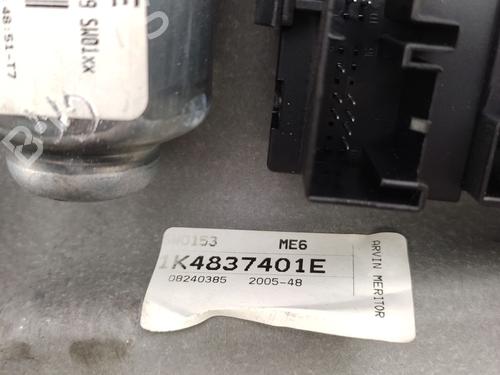 9 SW01xx
48:51-T7
ME6
1K4837401E
08240385 2005-48
ARVIN MERITOR